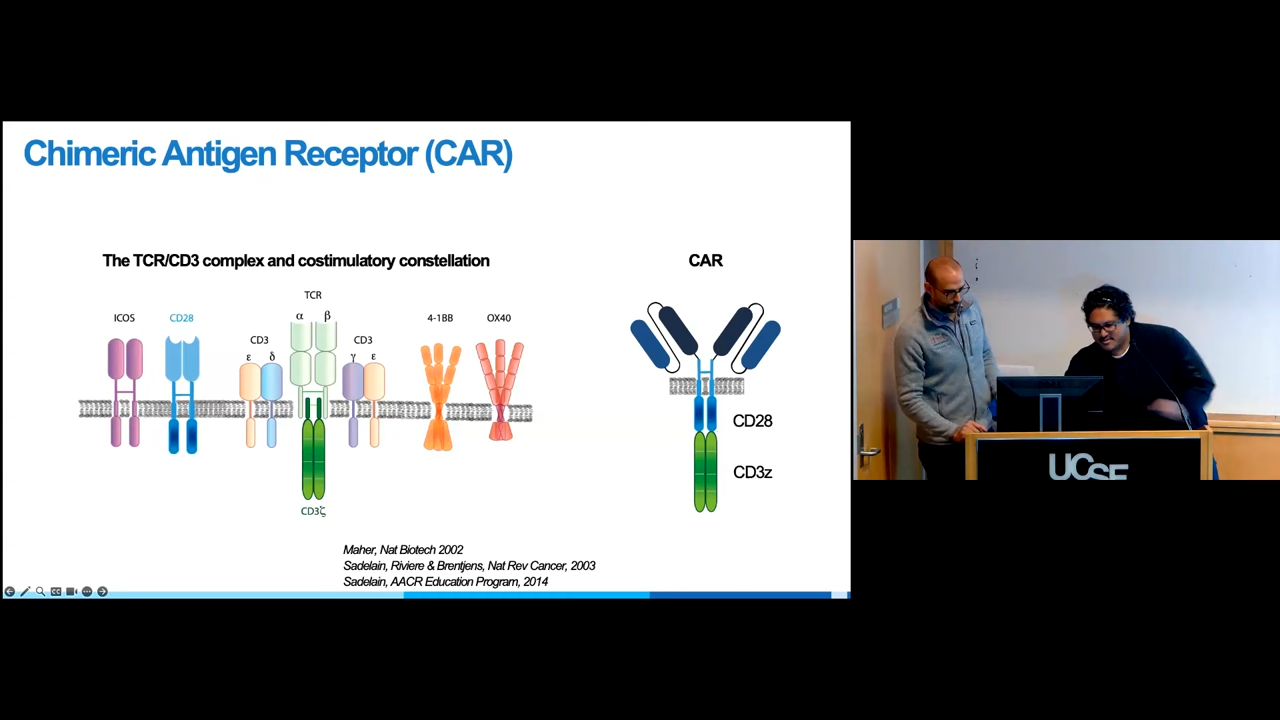 Chimeric Antigen Receptor (CAR)
The TCR/CD3 complex and costimulatory constellation
CAR
TCR
ICOS
CD28
α
β
4-1BB
OX40
CD3
CD3
ε
δ
γ
ε
CD28
CD3z
CD3ζ
Maher, Nat Biotech 2002
Sadelain, Riviere & Brentjens, Nat Rev Cancer, 2003
Sadelain, AACR Education Program, 2014
UCSF